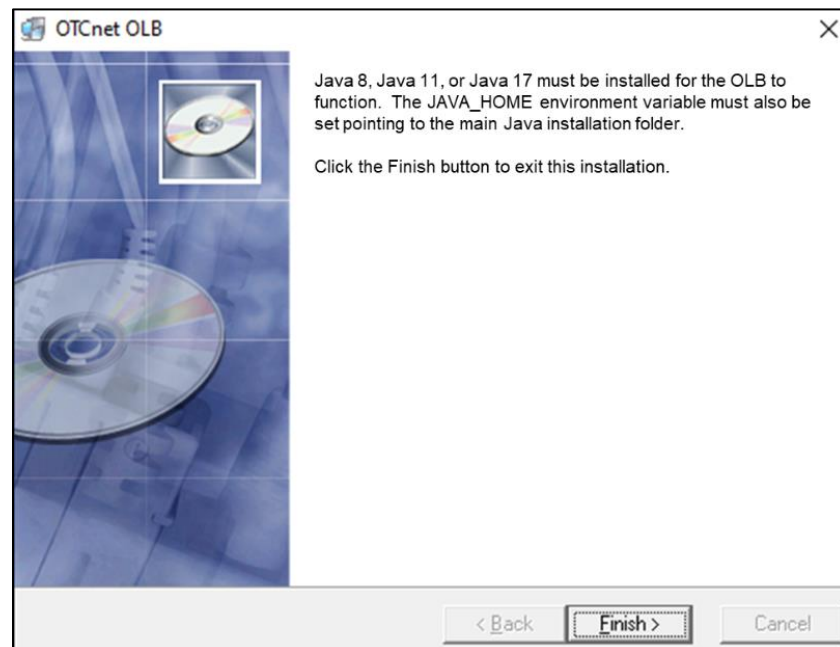 OTCnet OLB
Java 8, Java 11, or Java 17 must be installed for the OLB to
function. The JAVA_HOME environment variable must also be
set pointing to the main Java installation folder.
Click the Finish button to exit this installation.
< Back
Finish >
Cancel